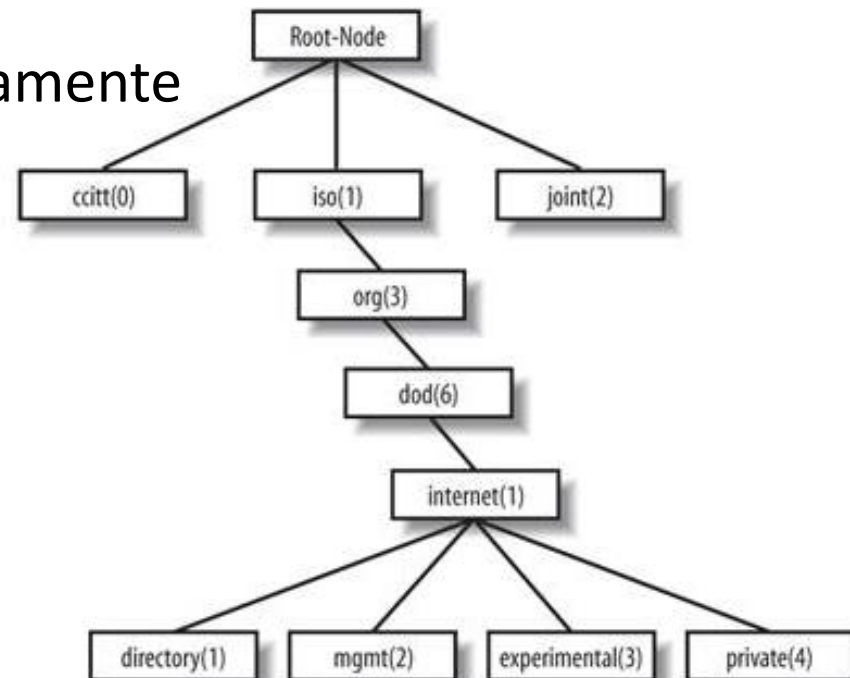 Root-Node
amente
ccitt(0) iso(1) joint(2)
org(3)
dod(6)
internet(1)
directory(1) mgmt(2) experimental(3) private(4)